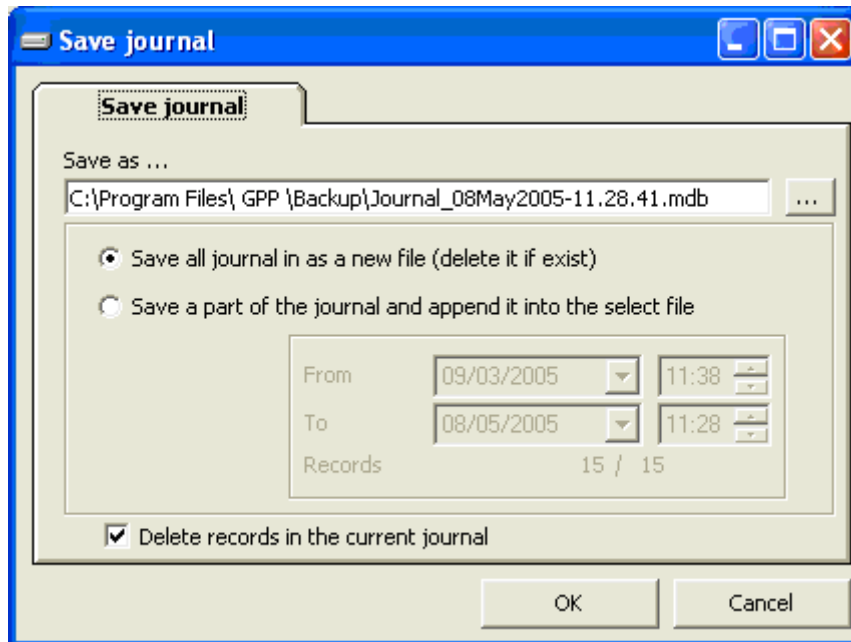 Save journal
Save journal
Save as ...
C:\Program Files\ GPP \Backup\Journal_08May2005-11.28.41.mdb ...
Save all journal in as a new file (delete it if exist)
Save a part of the journal and append it into the select file
From 09/03/2005 11:38
To 08/05/2005 11:28
Records 15 / 15
Delete records in the current journal
OK Cancel